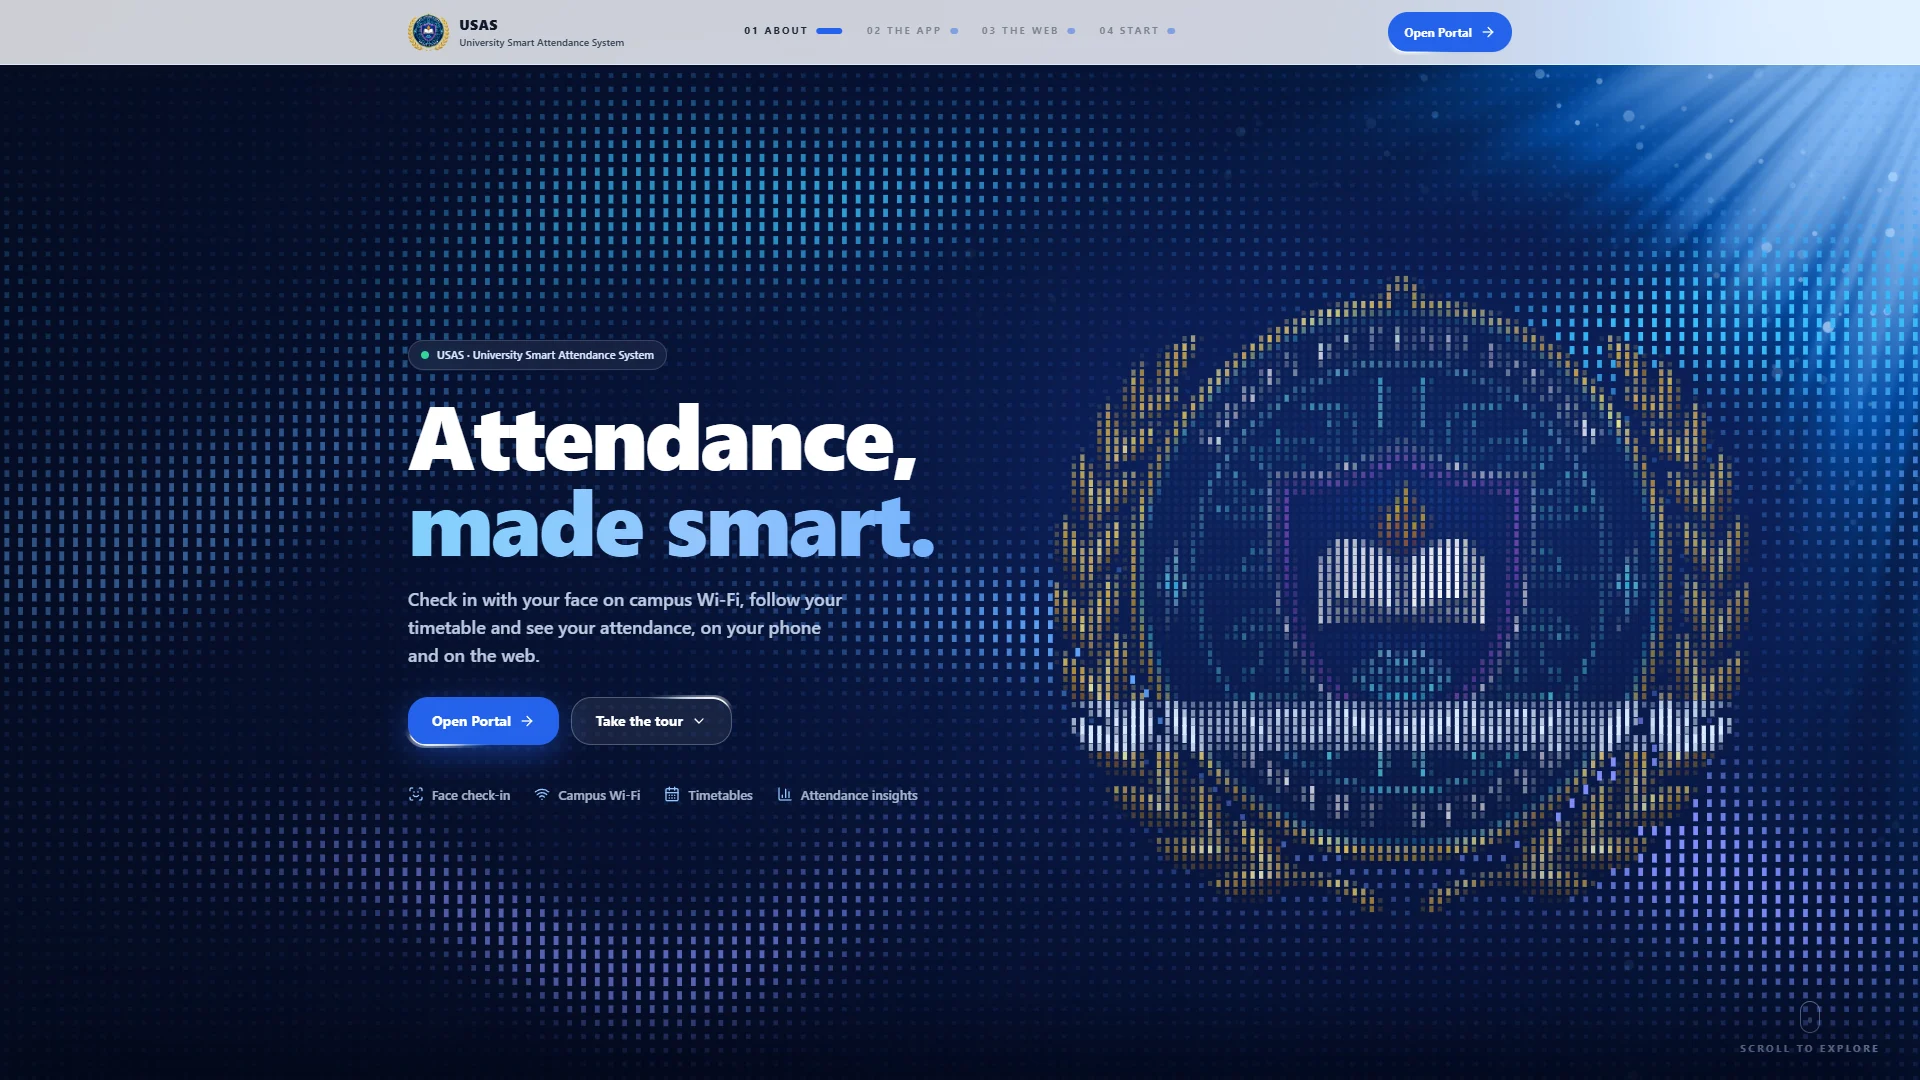 USAS
University Smart Attendance System
01 ABOUT
02 THE APP
03 THE WEB
04 START
Open Portal
USAS · University Smart Attendance System
Attendance,
made smart.
Check in with your face on campus Wi-Fi, follow your
timetable and see your attendance, on your phone
and on the web.
Open Portal
Take the tour
Face check-in
Campus Wi-Fi
Timetables
Attendance insights
SCROLL TO EXPLORE